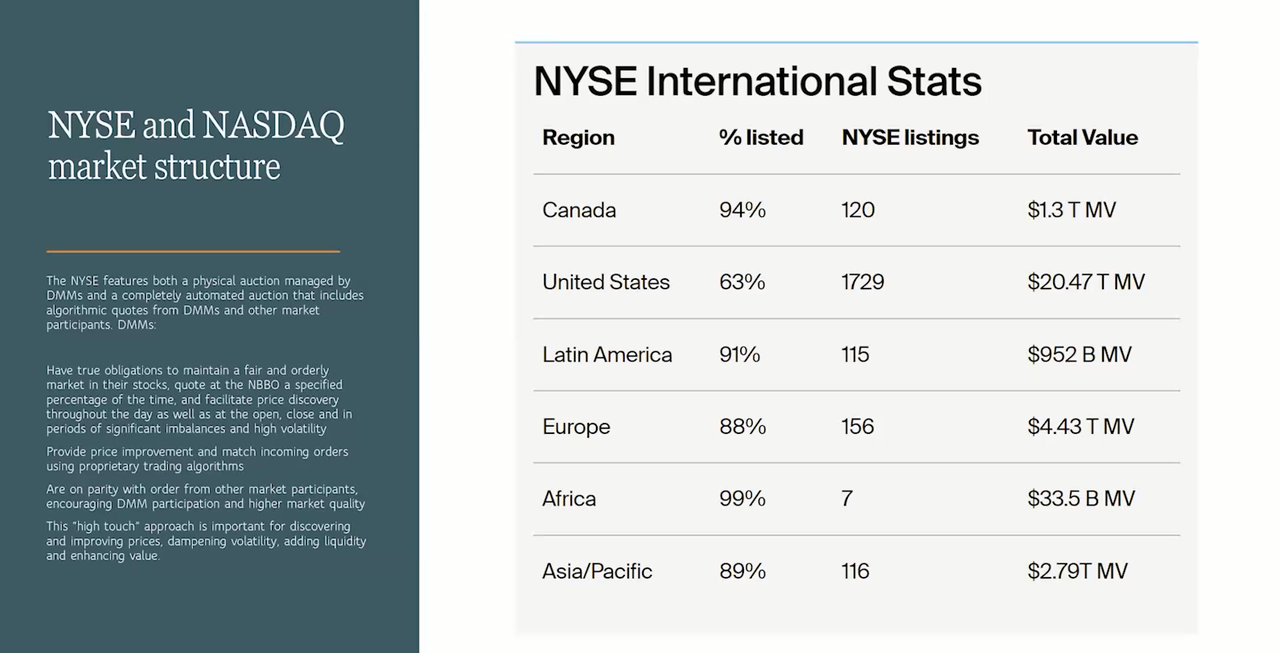 NYSE and NASDAQ
market structure
The NYSE features both a physical auction managed by
DMMs and a completely automated auction that includes
algorithmic quotes from DMMs and other market
participants. DMMs:
Have true obligations to maintain a fair and orderly
market in their stocks, quote at the NBBO a specified
percentage of the time, and facilitate price discovery
throughout the day as well as at the open, close and in
periods of significant imbalances and high volatility
Provide price improvement and match incoming orders
using proprietary trading algorithms
Are on parity with order from other market participants,
encouraging DMM participation and higher market quality
This "high touch" approach is important for discovering
and improving prices, dampening volatility, adding liquidity
and enhancing value.
NYSE International Stats
Region % listed NYSE listings Total Value
Canada 94% 120 $1.3 T MV
United States 63% 1729 $20.47 T MV
Latin America 91% 115 $952 B MV
Europe 88% 156 $4.43 T MV
Africa 99% 7 $33.5 B MV
Asia/Pacific 89% 116 $2.79T MV